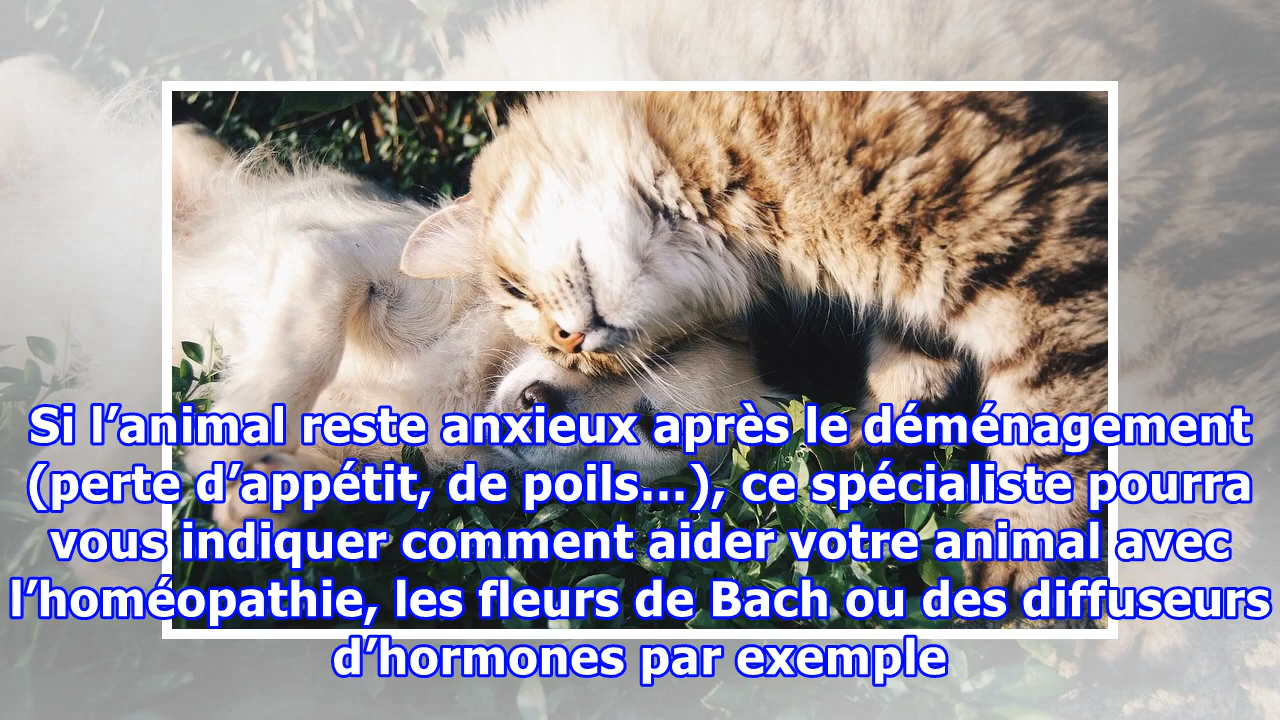 Si l’animal reste anxieux après le déménagement
(perte d’appétit, de poils...), ce spécialiste pourra
vous indiquer comment aider votre animal avec
l’homéopathie, les fleurs de Bach ou des diffuseurs
d’hormones par exemple